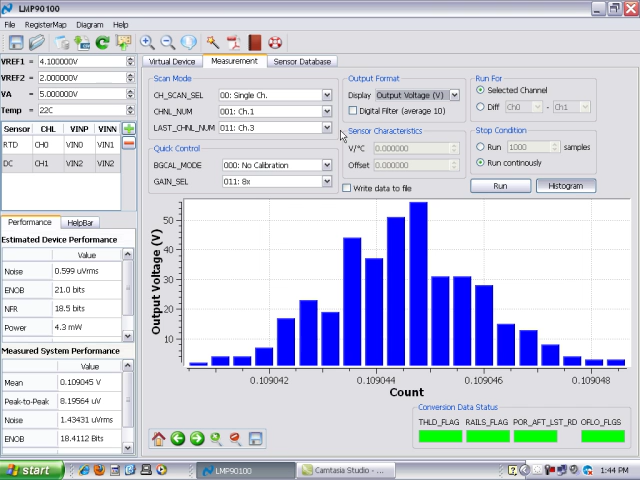 LMP90100
File RegisterMap Diagram Help
VREF1 = 4.100000V
VREF2 = 2.000000V
VA = 5.000000V
Temp = 22C
Sensor CHL VINP VINN
RTD CH0 VIN0 VIN1
DC CH1 VIN2 VIN2
Performance HelpBar
Estimated Device Performance
Value
Noise 0.599 uVrms
ENOB 21.0 bits
NFR 18.5 bits
Power 4.3 mW
Measured System Performance
Value
Mean 0.109045 V
Peak-to-Peak 8.19564 uV
Noise 1.43431 uVrms
ENOB 18.4112 Bits
Virtual Device Measurement Sensor Database
Scan Mode
CH_SCAN_SEL 00: Single Ch.
CHNL_NUM 001: Ch.1
LAST_CHNL_NUM 011: Ch.3
Quick Control
BGCAL_MODE 000: No Calibration
GAIN_SEL 011: 8x
Output Format
Display Output Voltage (V)
Digital Filter (average 10)
Sensor Characteristics
V/°C 0.000000
Offset 0.000000
Write data to file
Run For
Selected Channel
Diff Ch0 - Ch1
Stop Condition
Run 1000 samples
Run continously
Run Histogram
Output Voltage (V)
50
40
30
20
10
0.109042 0.109044 0.109046 0.109048
Count
Conversion Data Status
THLD_FLAG RAILS_FLAG POR_AFT_LST_RD OFLO_FLGS
start LMP90100 Camtasia Studio - ... 1:44 PM